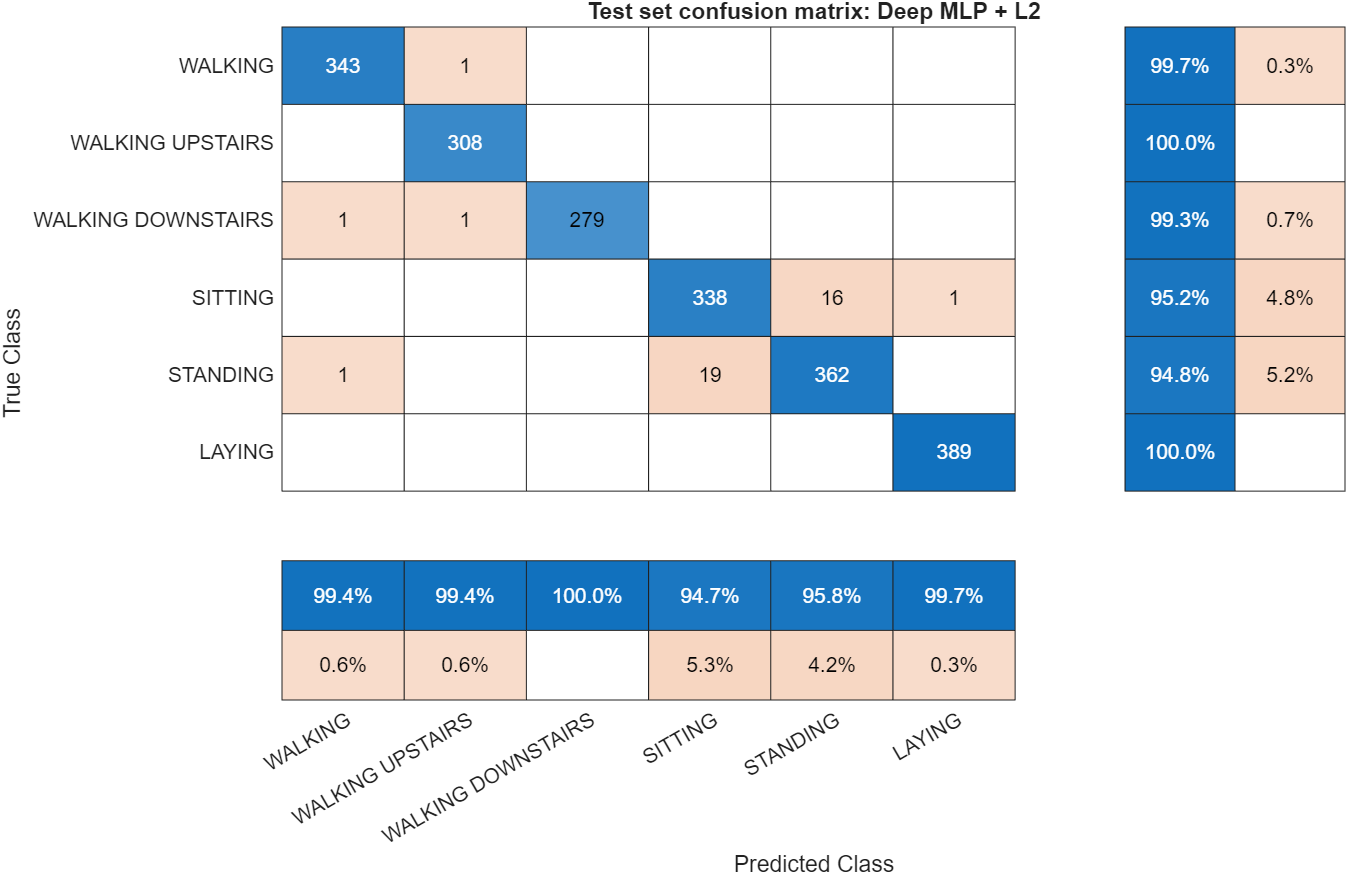 Test set confusion matrix: Deep MLP + L2
WALKING 343 1 99.7% 0.3%
WALKING UPSTAIRS 308 100.0%
WALKING DOWNSTAIRS 1 1 279 99.3% 0.7%
SITTING 338 16 1 95.2% 4.8%
STANDING 1 19 362 94.8% 5.2%
LAYING 389 100.0%
True Class
99.4% 99.4% 100.0% 94.7% 95.8% 99.7%
0.6% 0.6% 5.3% 4.2% 0.3%
WALKING
WALKING UPSTAIRS
WALKING DOWNSTAIRS
SITTING
STANDING
LAYING
Predicted Class